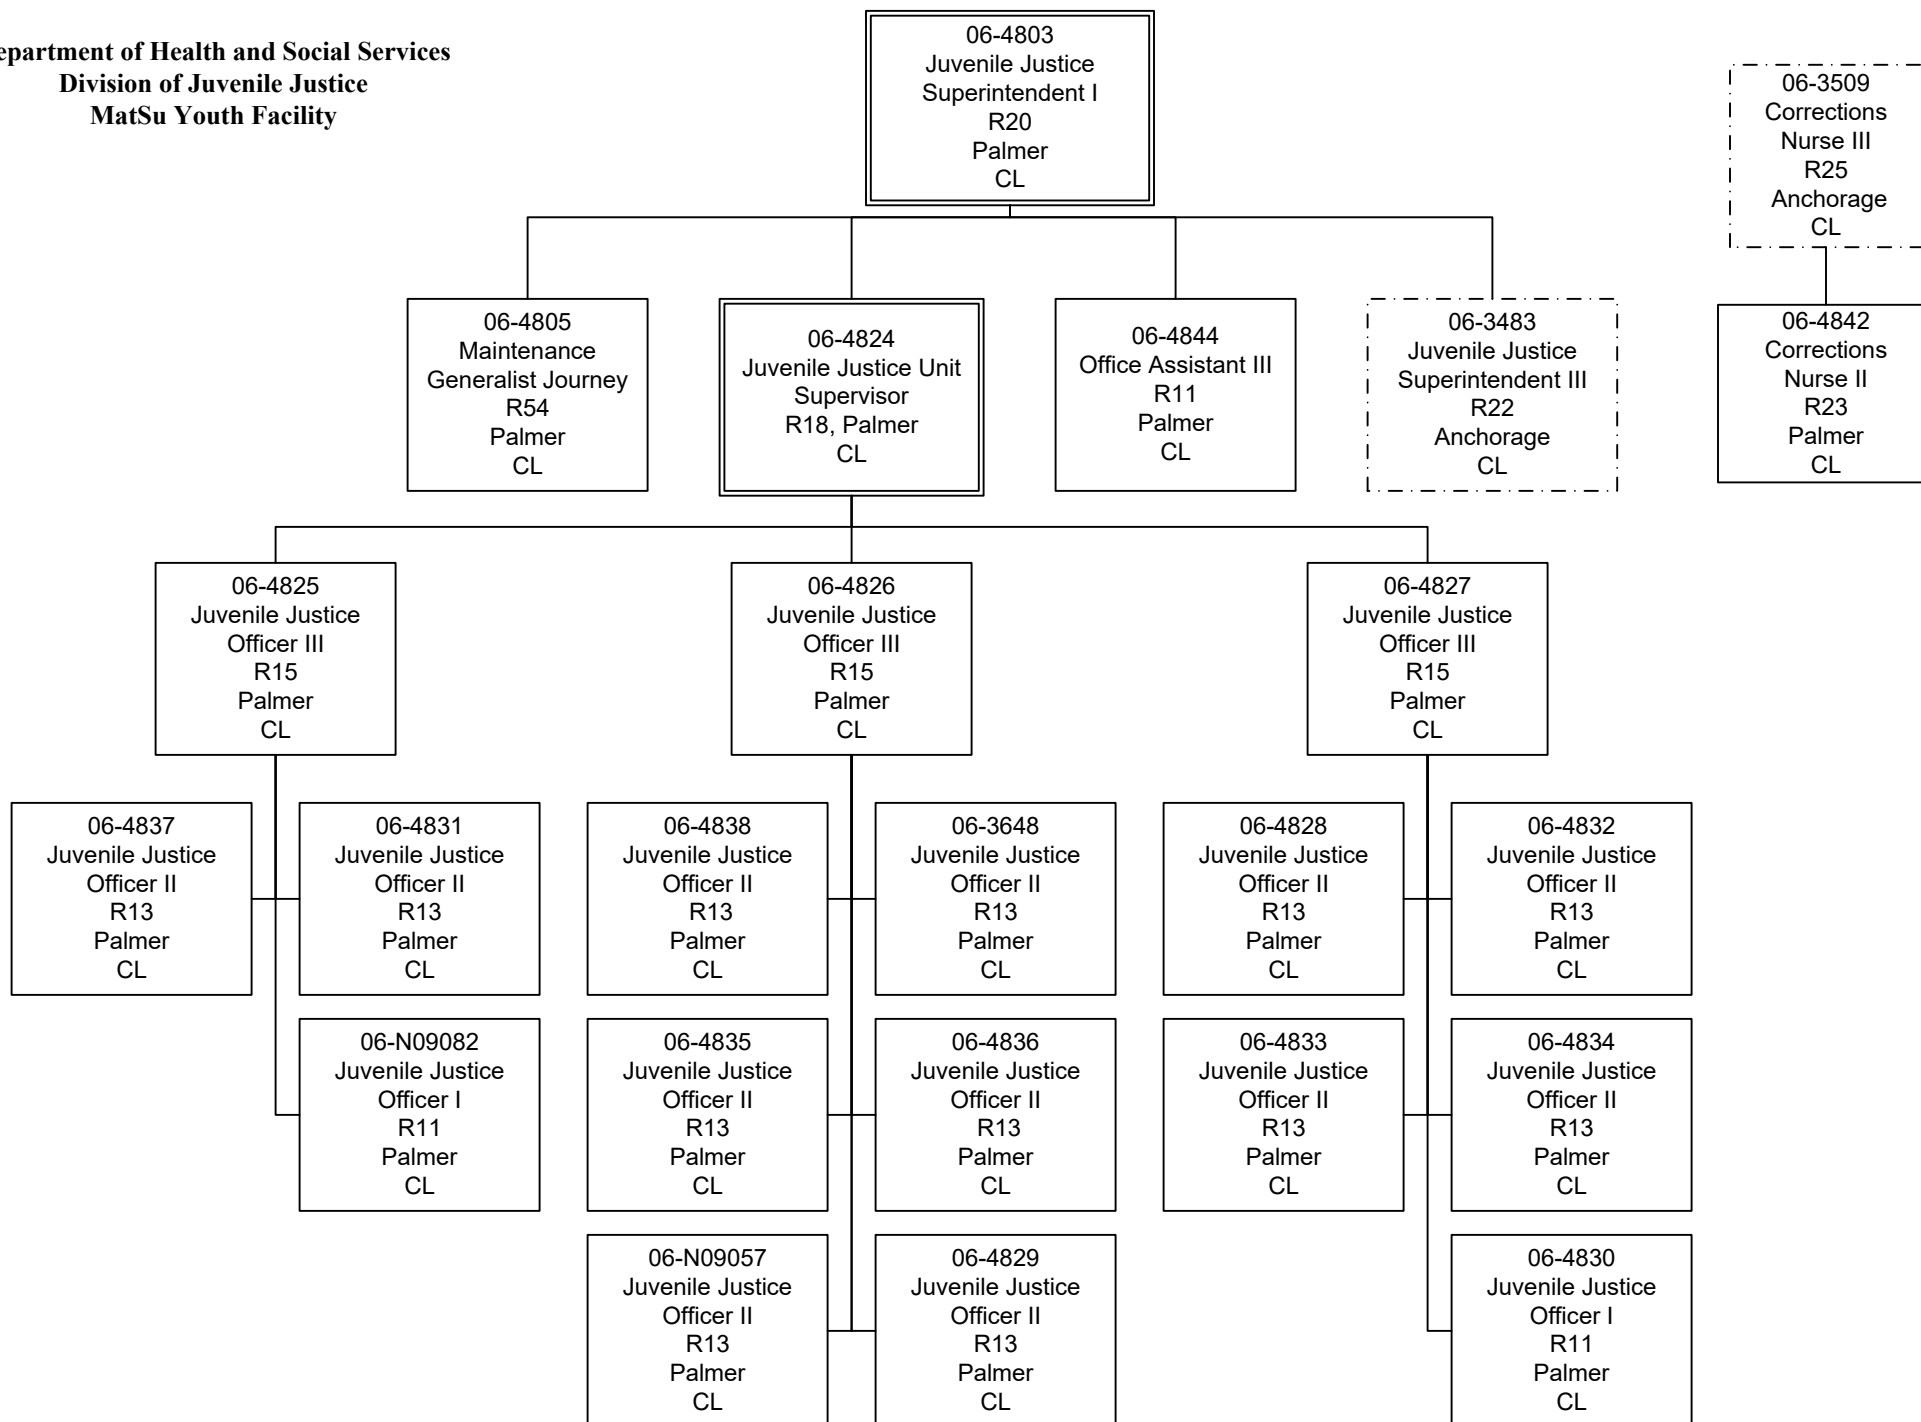 epartment of Health and Social Services
Division of Juvenile Justice
MatSu Youth Facility
06-4803
Juvenile Justice
Superintendent I
R20
Palmer
CL
06-3509
Corrections
Nurse III
R25
Anchorage
CL
06-4805
Maintenance
Generalist Journey
R54
Palmer
CL
06-4824
Juvenile Justice Unit
Supervisor
R18, Palmer
CL
06-4844
Office Assistant III
R11
Palmer
CL
06-3483
Juvenile Justice
Superintendent III
R22
Anchorage
CL
06-4842
Corrections
Nurse II
R23
Palmer
CL
06-4825
Juvenile Justice
Officer III
R15
Palmer
CL
06-4826
Juvenile Justice
Officer III
R15
Palmer
CL
06-4827
Juvenile Justice
Officer III
R15
Palmer
CL
06-4837
Juvenile Justice
Officer II
R13
Palmer
CL
06-4831
Juvenile Justice
Officer II
R13
Palmer
CL
06-4838
Juvenile Justice
Officer II
R13
Palmer
CL
06-3648
Juvenile Justice
Officer II
R13
Palmer
CL
06-4828
Juvenile Justice
Officer II
R13
Palmer
CL
06-4832
Juvenile Justice
Officer II
R13
Palmer
CL
06-N09082
Juvenile Justice
Officer I
R11
Palmer
CL
06-4835
Juvenile Justice
Officer II
R13
Palmer
CL
06-4836
Juvenile Justice
Officer II
R13
Palmer
CL
06-4833
Juvenile Justice
Officer II
R13
Palmer
CL
06-4834
Juvenile Justice
Officer II
R13
Palmer
CL
06-N09057
Juvenile Justice
Officer II
R13
Palmer
CL
06-4829
Juvenile Justice
Officer II
R13
Palmer
CL
06-4830
Juvenile Justice
Officer I
R11
Palmer
CL